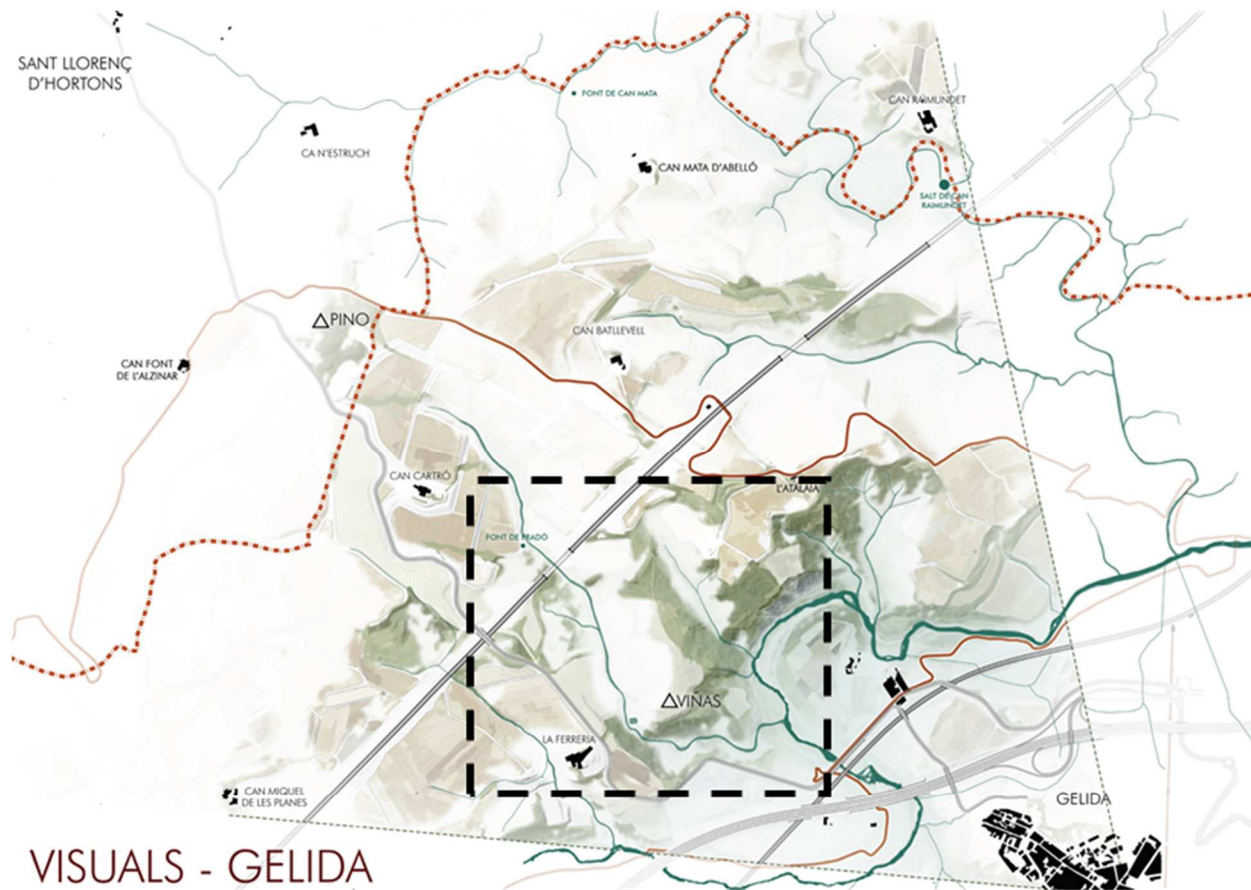 SANT LLORENÇ
D'HORTONS
FONT DE CAN MATA
CAN RAIMUNDET
CA N'ESTRUCH
CAN MATA D'ABELLÓ
SALT DE CAN
RAIMUNDET
△PINO
CAN BATLLEVELL
CAN FONT
DE L'ALZINAR
CAN CARTRÓ
L'ATALAIA
FONT DE PRADÓ
△VIÑAS
LA FERRERIA
CAN MIQUEL
DE LES PLANES
GELIDA
VISUALS - GELIDA